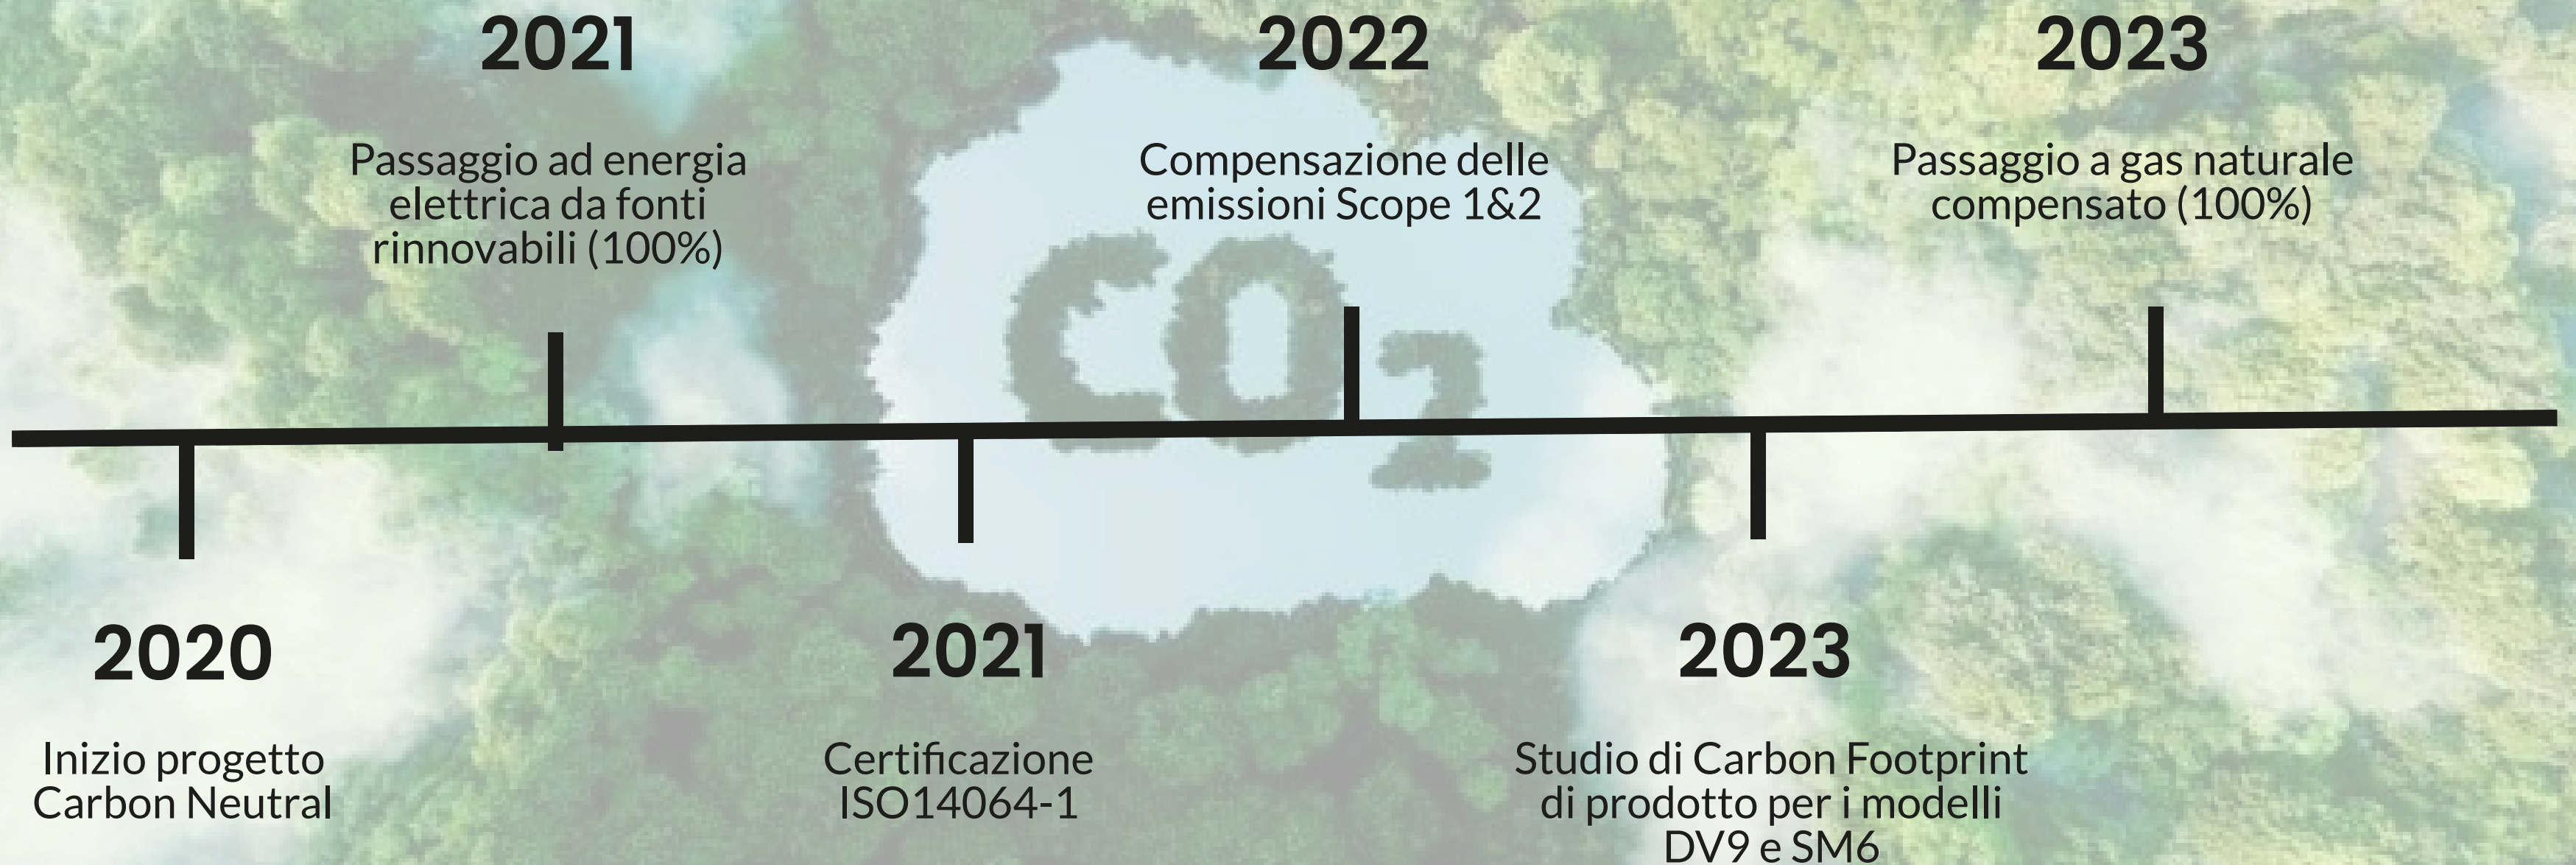 2021
Passaggio ad energia
elettrica da fonti
rinnovabili (100%)
2022
Compensazione delle
emissioni Scope 1&2
2023
Passaggio a gas naturale
compensato (100%)
CO2
2020
Inizio progetto
Carbon Neutral
2021
Certificazione
ISO14064-1
2023
Studio di Carbon Footprint
di prodotto per i modelli
DV9 e SM6